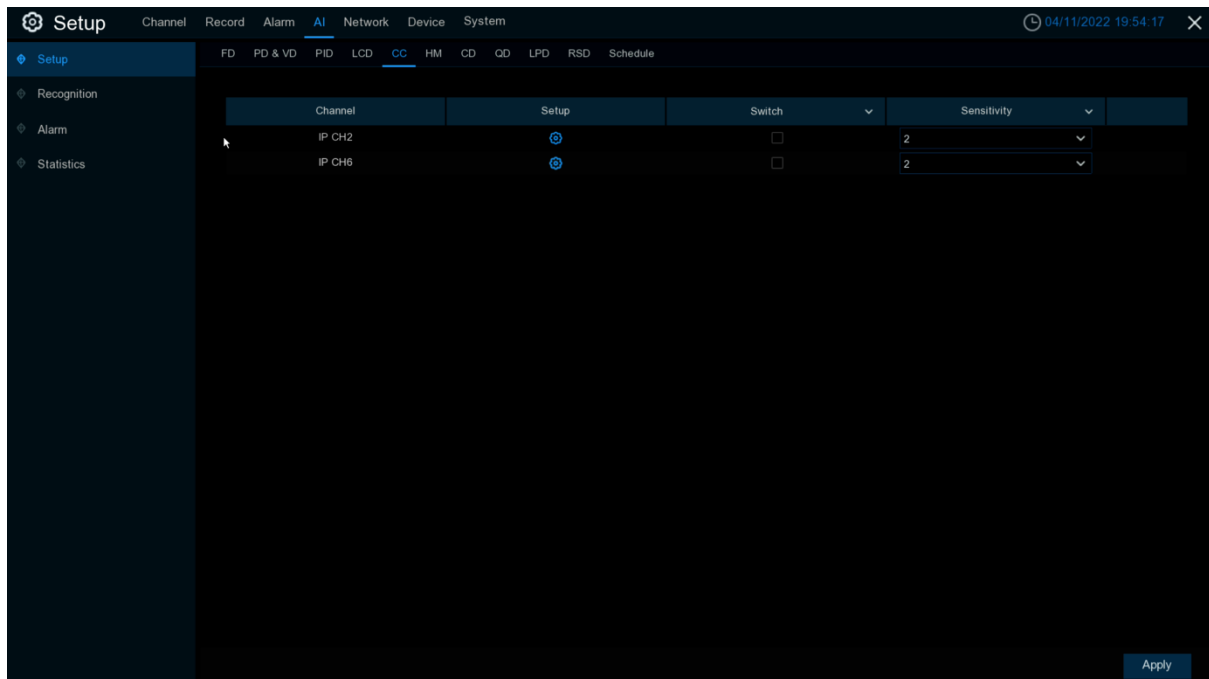 Setup Channel Record Alarm AI Network Device System 04/11/2022 19:54:17
Setup FD PD & VD PID LCD CC HM CD QD LPD RSD Schedule
Recognition
Alarm
Statistics
Channel Setup Switch Sensitivity
IP CH2 2
IP CH6 2
Apply